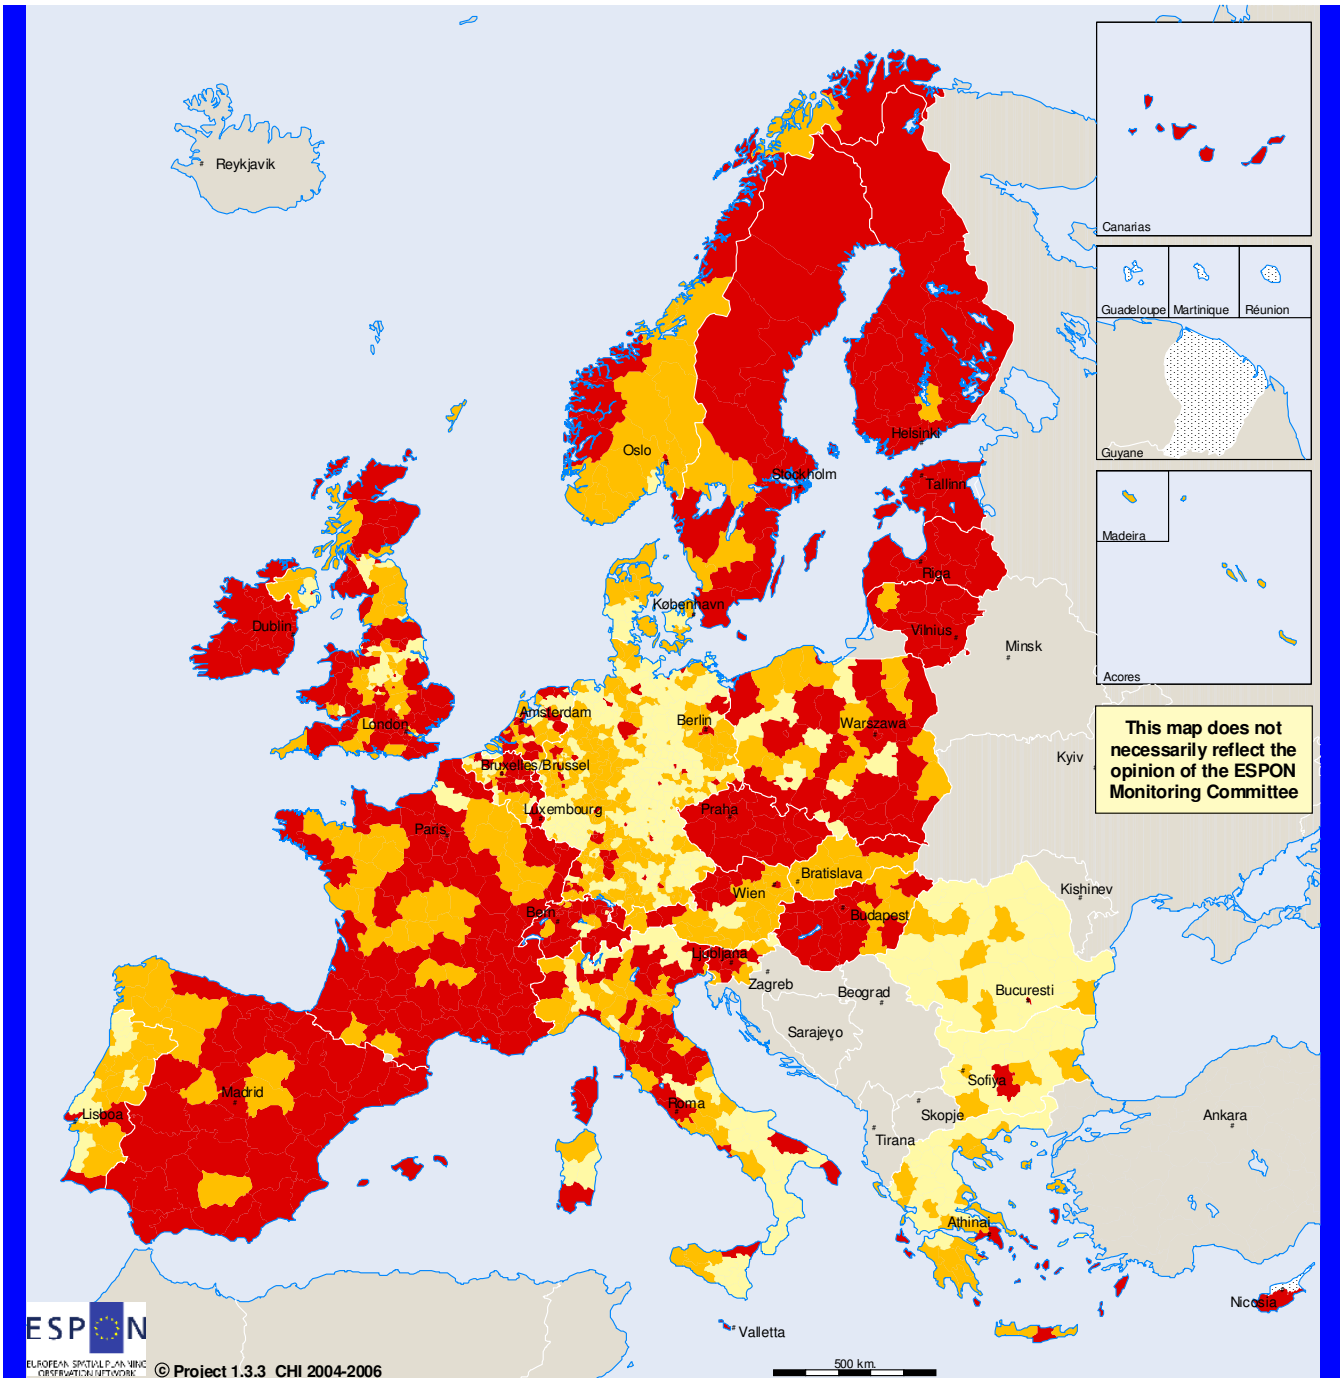 Reykjavik
Canarias
Guadeloupe
Martinique
Réunion
Guyane
Madeira
Acores
This map does not
necessarily reflect the
opinion of the ESPON
Monitoring Committee
Oslo
Helsinki
Stockholm
Tallinn
Riga
København
Dublin
Vilnius
Minsk
London
Amsterdam
Berlin
Warszawa
Kyiv
Bruxelles/Brussel
Luxembourg
Praha
Paris
Bratislava
Wien
Kishinev
Bern
Budapest
Ljubljana
Zagreb
Beograd
Bucuresti
Sarajevo
Sofiya
Madrid
Roma
Lisboa
Skopje
Ankara
Tirana
Athinai
Nicosia
Valletta
ESPON
EUROPEAN SPATIAL PLANNING
OBSERVATION NETWORK
© Project 1.3.3 CHI 2004-2006
500 km.